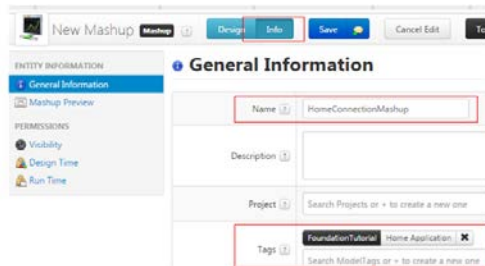 New Mashup Mashup Design Info Save Cancel Edit To
ENTITY INFORMATION
General Information
Mashup Preview
PERMISSIONS
Visibility
Design Time
Run Time
General Information
Name HomeConnectionMashup
Description
Project Search Projects or + to create a new one
Tags FoundationTutorial Home Application
Search ModelTags or + to create a new one